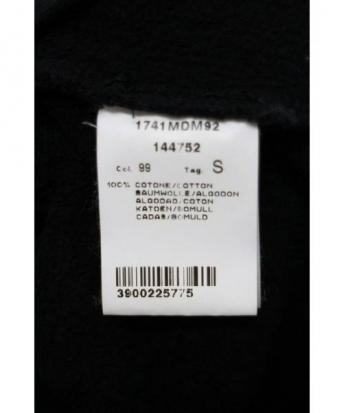 1741MDM92
144752
Col. 99 Tag. S
100% COTONE/COTTON
BAUMWOLLE/ALGODON
ALGODAO/COTON
KATOEN/BOMULL
CADAS/BOMULD
3900225775